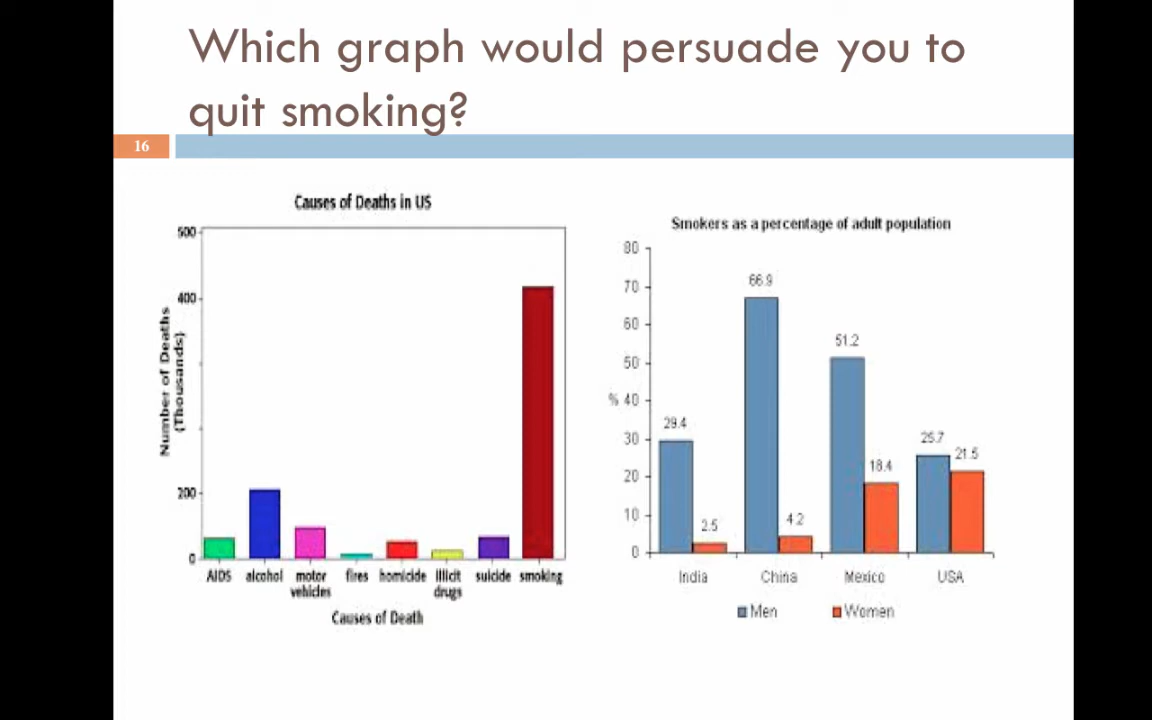 Which graph would persuade you to
quit smoking?
16
Causes of Deaths in US
500
400
200
0
Number of Deaths
(Thousands)
AIDS alcohol motor fires homicide illicit suicide smoking
vehicles drugs
Causes of Death
Smokers as a percentage of adult population
80
70
60
50
% 40
30
20
10
0
29.4
2.5
66.9
4.2
51.2
18.4
25.7
21.5
India China Mexico USA
Men Women